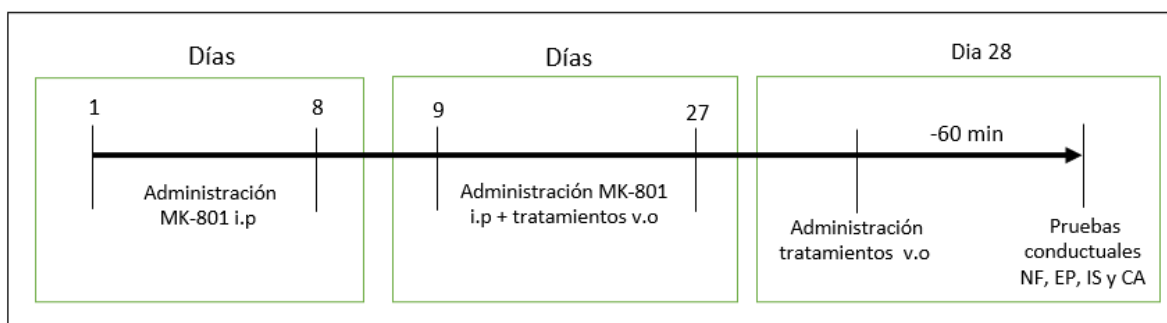 Días
1
8
Administración
MK-801 i.p
Días
9
27
Administración MK-801
i.p + tratamientos v.o
Dia 28
-60 min
Administración
tratamientos v.o
Pruebas
conductuales
NF, EP, IS y CA